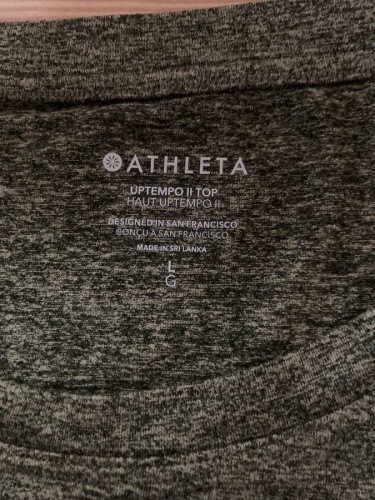 ATHLETA
UPTEMPO II TOP
HAUT UPTEMPO II
DESIGNED IN SAN FRANCISCO
CONÇU A SAN FRANCISCO
MADE IN SRI LANKA
L
G